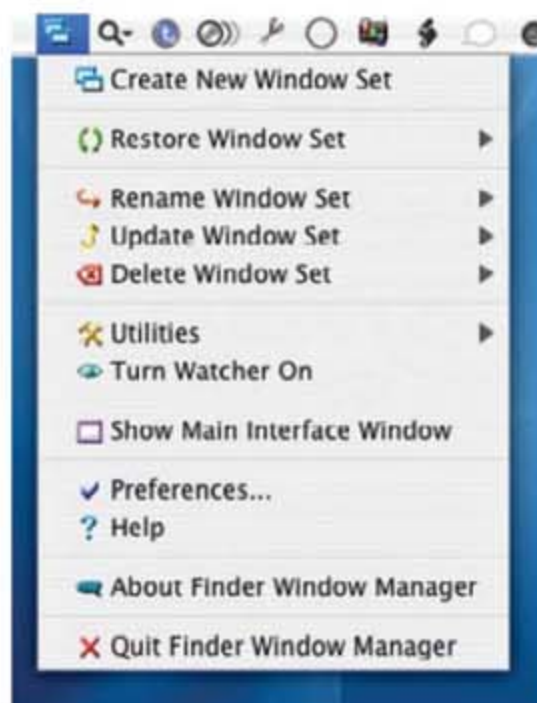 Create New Window Set
Restore Window Set
Rename Window Set
Update Window Set
Delete Window Set
Utilities
Turn Watcher On
Show Main Interface Window
Preferences...
Help
About Finder Window Manager
Quit Finder Window Manager